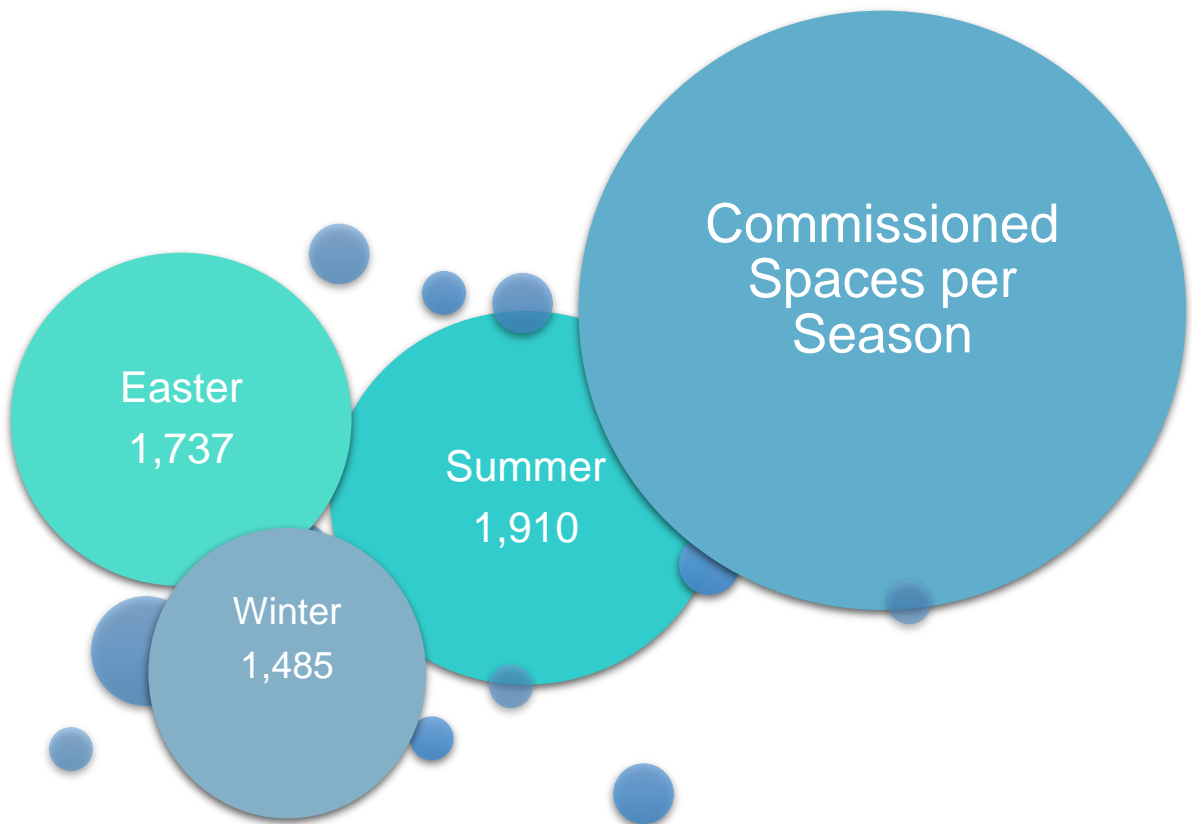 Commissioned
Spaces per
Season
Easter
1,737
Summer
1,910
Winter
1,485